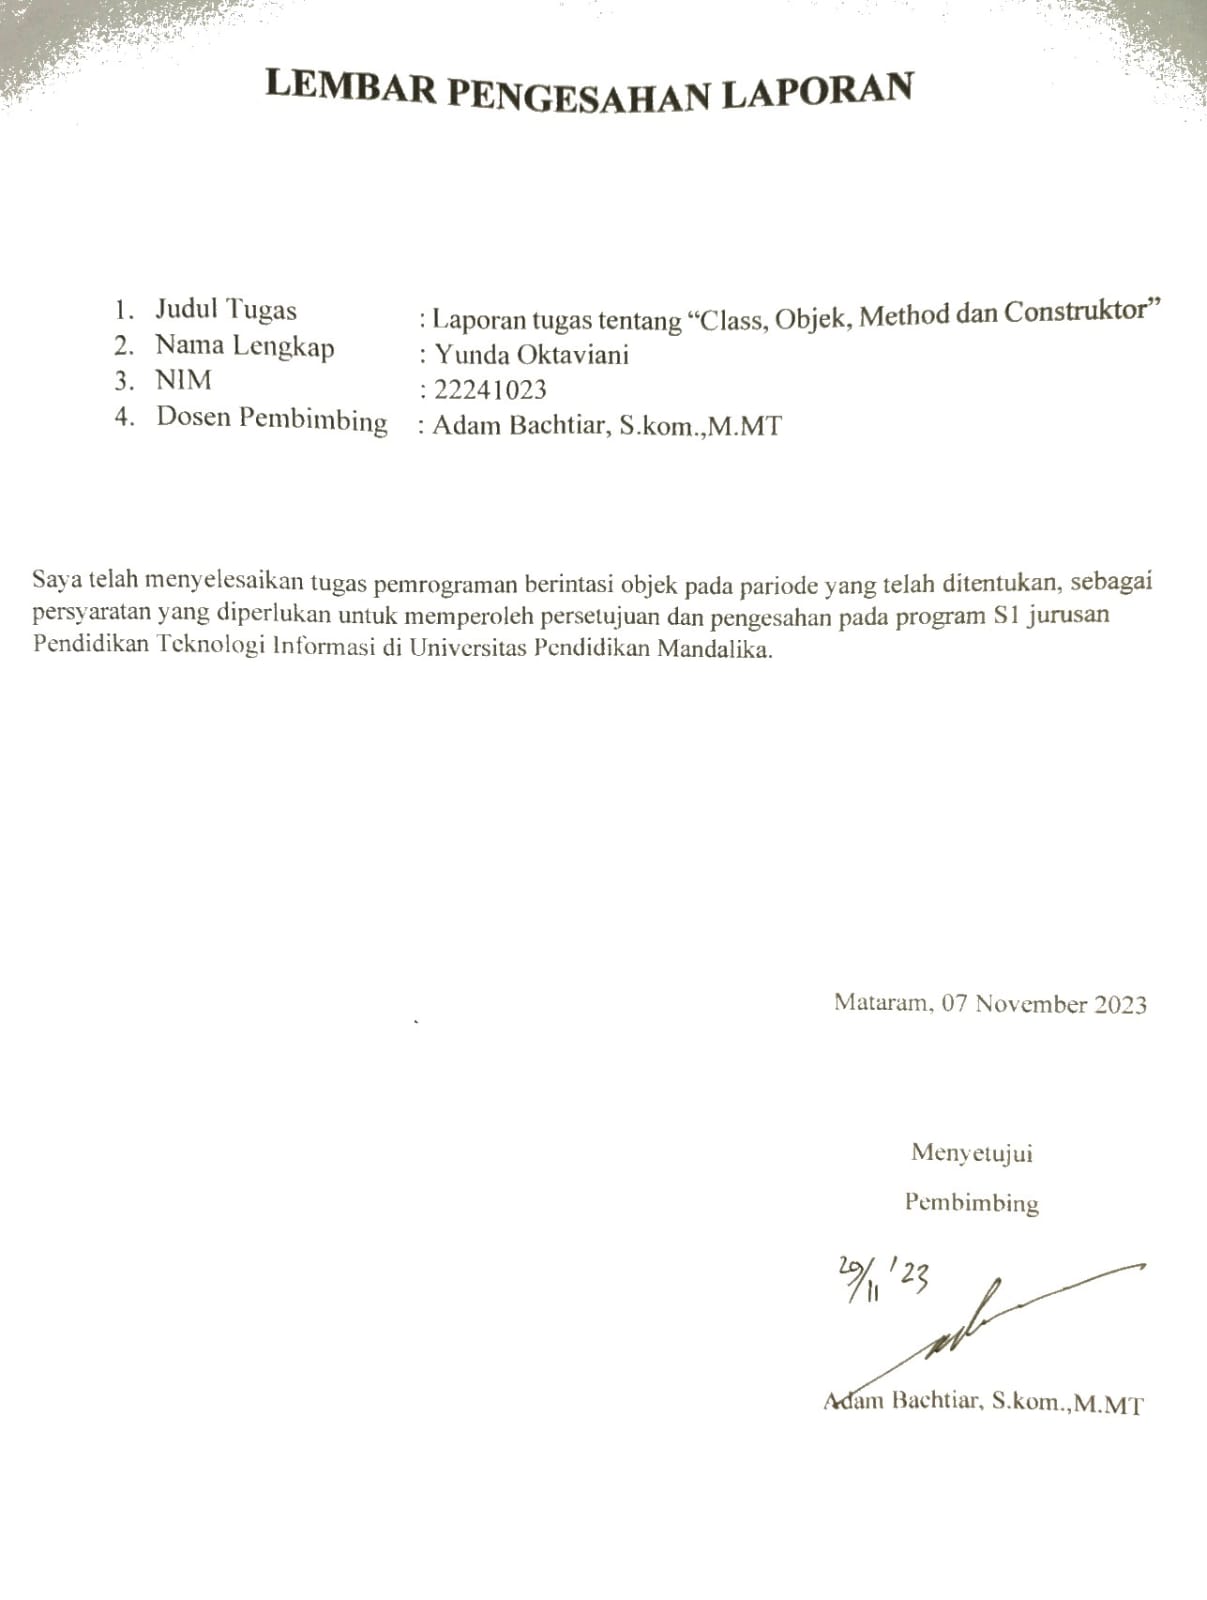 LEMBAR PENGESAHAN LAPORAN
1. Judul Tugas : Laporan tugas tentang “Class, Objek, Method dan Construktor”
2. Nama Lengkap : Yunda Oktaviani
3. NIM : 22241023
4. Dosen Pembimbing : Adam Bachtiar, S.kom.,M.MT
Saya telah menyelesaikan tugas pemrograman berintasi objek pada pariode yang telah ditentukan, sebagai
persyaratan yang diperlukan untuk memperoleh persetujuan dan pengesahan pada program S1 jurusan
Pendidikan Teknologi Informasi di Universitas Pendidikan Mandalika.
Mataram, 07 November 2023
Menyetujui
Pembimbing
20/11 '23
Adam Bachtiar, S.kom.,M.MT